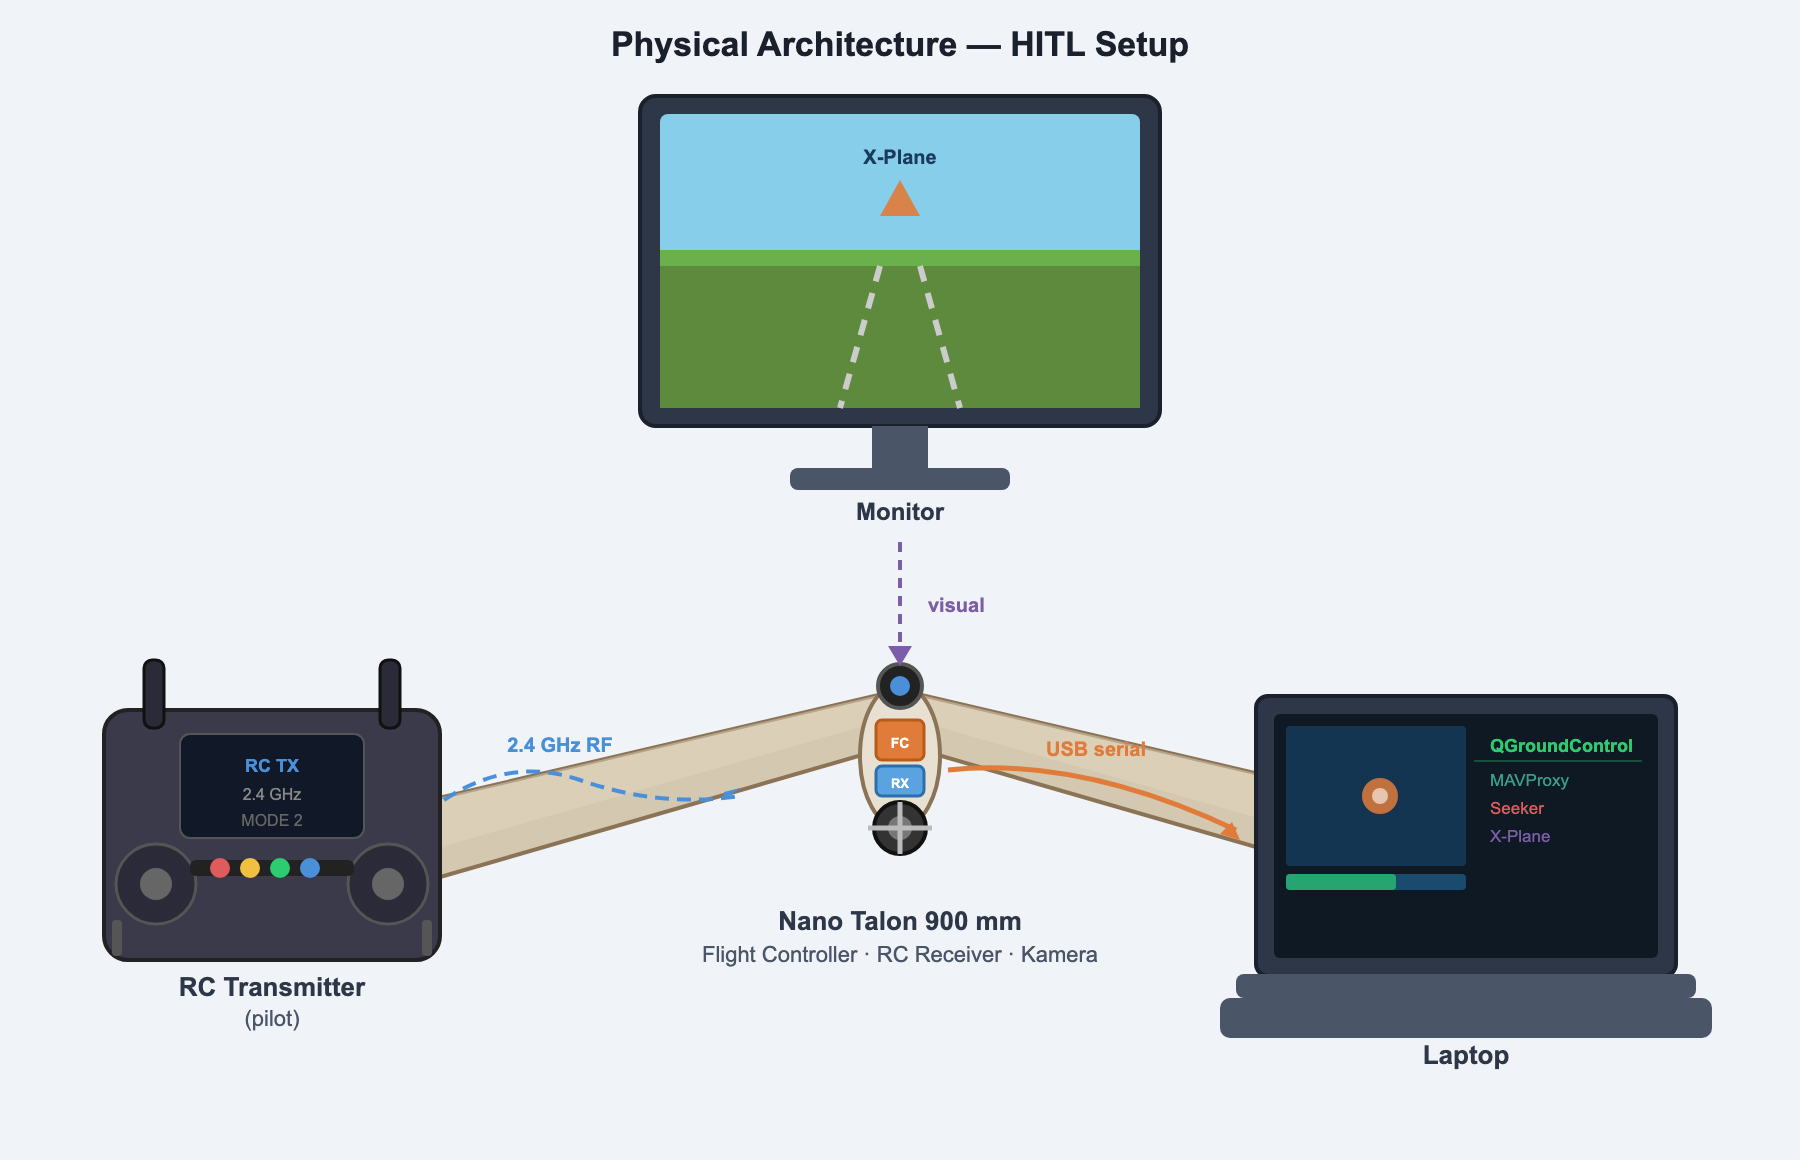 Physical Architecture — HITL Setup
X-Plane
Monitor
visual
2.4 GHz RF
USB serial
FC
RX
RC TX
2.4 GHz
MODE 2
QGroundControl
MAVProxy
Seeker
X-Plane
Nano Talon 900 mm
Flight Controller · RC Receiver · Kamera
RC Transmitter
(pilot)
Laptop